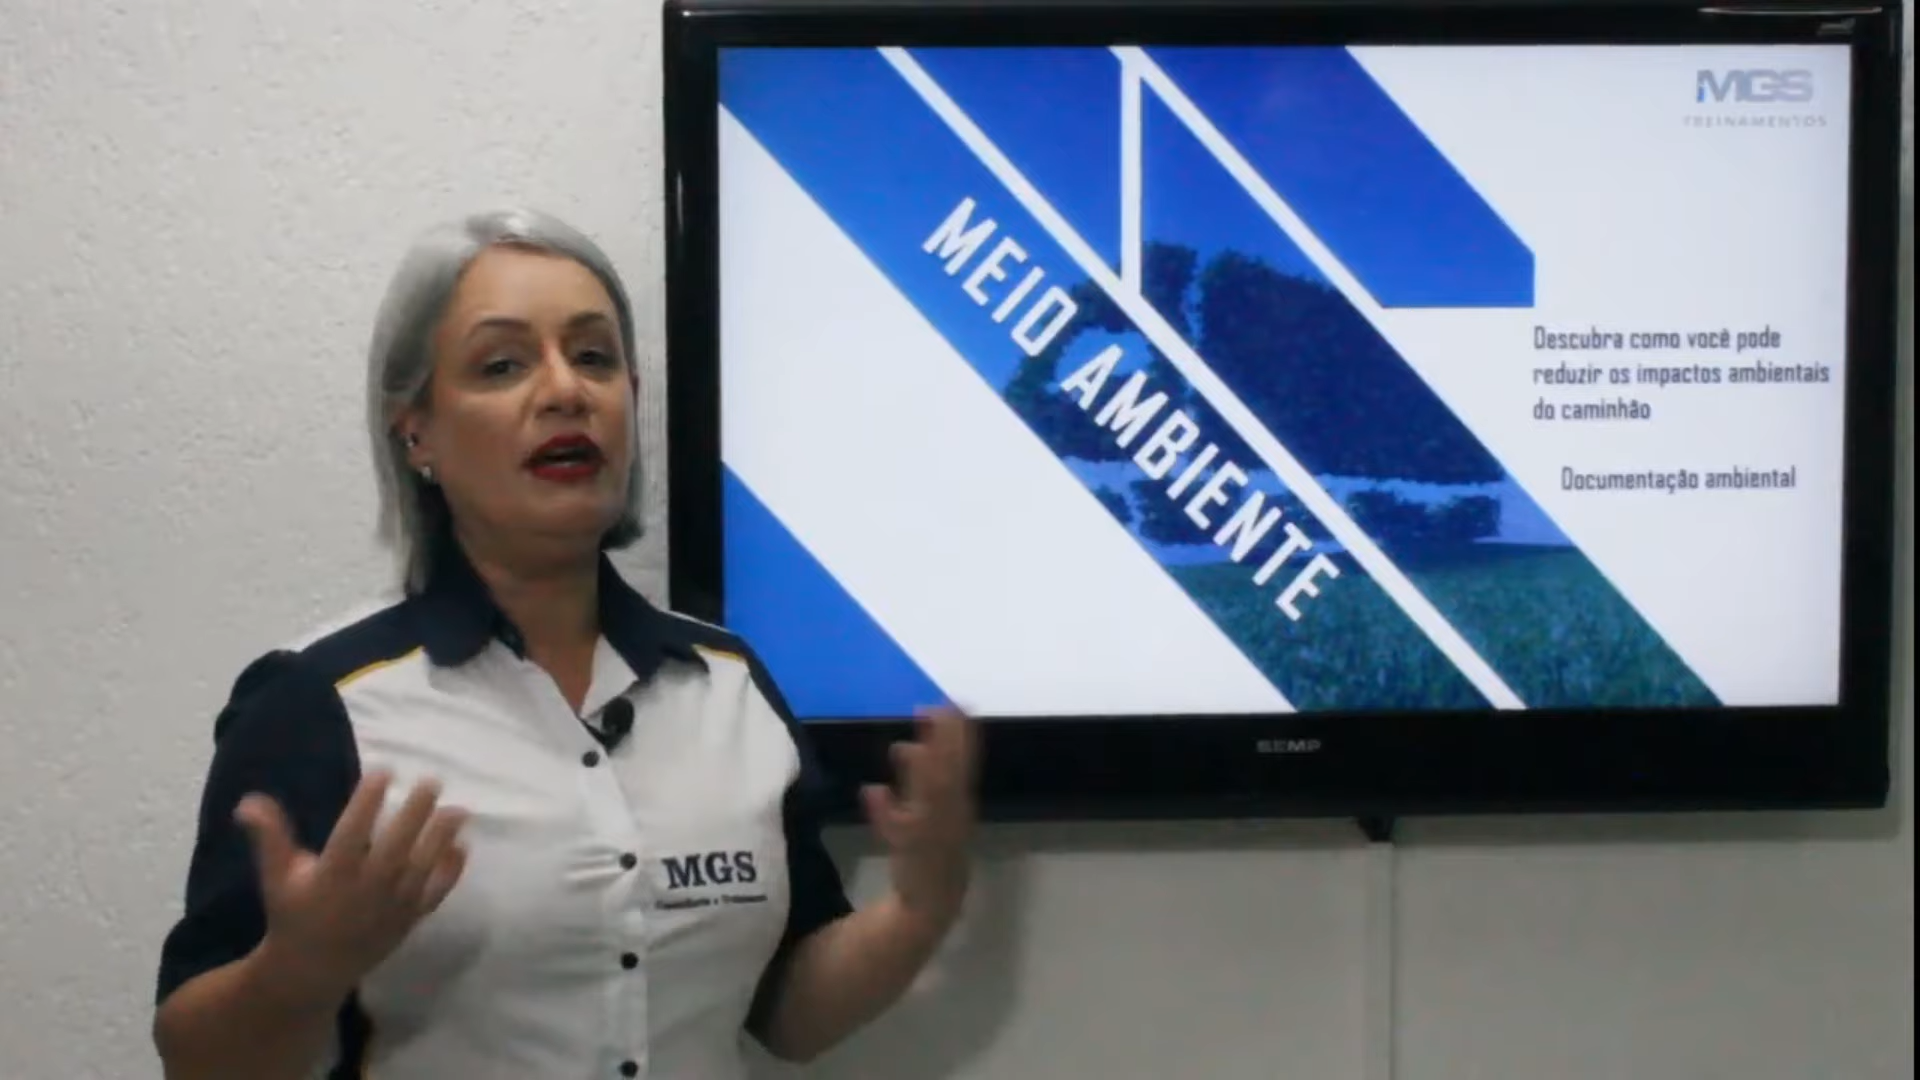 MGS
TREINAMENTOS
MEIO AMBIENTE
Descubra como você pode
reduzir os impactos ambientais
do caminhão
Documentação ambiental
SEMP
MGS